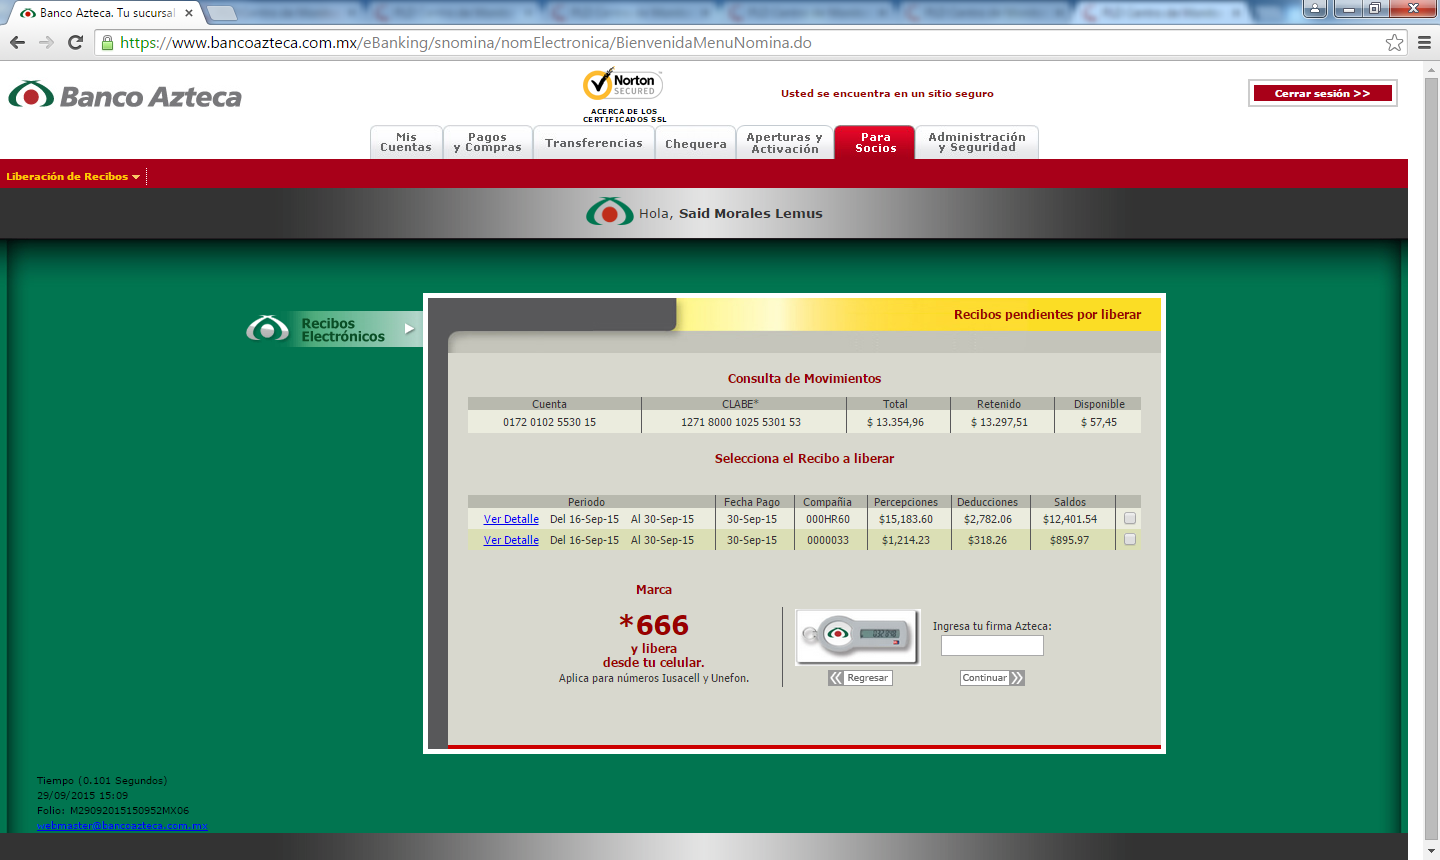 Banco Azteca. Tu sucursal
https://www.bancoazteca.com.mx/eBanking/snomina/nomElectronica/BienvenidaMenuNomina.do
Banco Azteca
Norton
SECURED
ACERCA DE LOS
CERTIFICADOS SSL
Usted se encuentra en un sitio seguro
Cerrar sesión >>
Mis Cuentas
Pagos y Compras
Transferencias
Chequera
Aperturas y Activación
Para Socios
Administración y Seguridad
Liberación de Recibos
Hola, Said Morales Lemus
Recibos
Electrónicos
Recibos pendientes por liberar
Consulta de Movimientos
Cuenta CLABE* Total Retenido Disponible
0172 0102 5530 15 1271 8000 1025 5301 53 $ 13.354,96 $ 13.297,51 $ 57,45
Selecciona el Recibo a liberar
Periodo Fecha Pago Compañia Percepciones Deducciones Saldos
Ver Detalle Del 16-Sep-15 Al 30-Sep-15 30-Sep-15 000HR60 $15,183.60 $2,782.06 $12,401.54
Ver Detalle Del 16-Sep-15 Al 30-Sep-15 30-Sep-15 0000033 $1,214.23 $318.26 $895.97
Marca
*666
y libera
desde tu celular.
Aplica para números Iusacell y Unefon.
Regresar
Ingresa tu firma Azteca:
Continuar
Tiempo (0.101 Segundos)
29/09/2015 15:09
Folio: M29092015150952MX06
webmaster@bancoazteca.com.mx